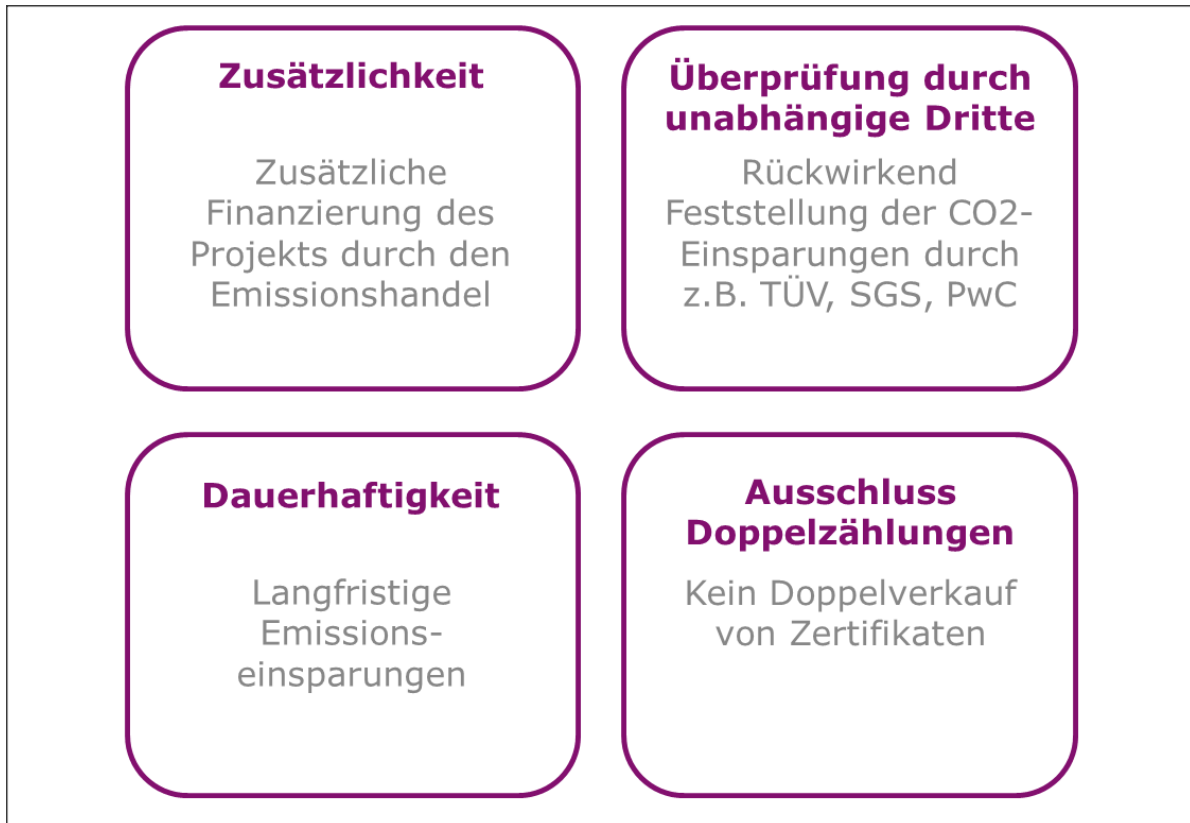 Zusätzlichkeit
Zusätzliche
Finanzierung des
Projekts durch den
Emissionshandel
Überprüfung durch
unabhängige Dritte
Rückwirkend
Feststellung der CO2-
Einsparungen durch
z.B. TÜV, SGS, PwC
Dauerhaftigkeit
Langfristige
Emissions-
einsparungen
Ausschluss
Doppelzählungen
Kein Doppelverkauf
von Zertifikaten